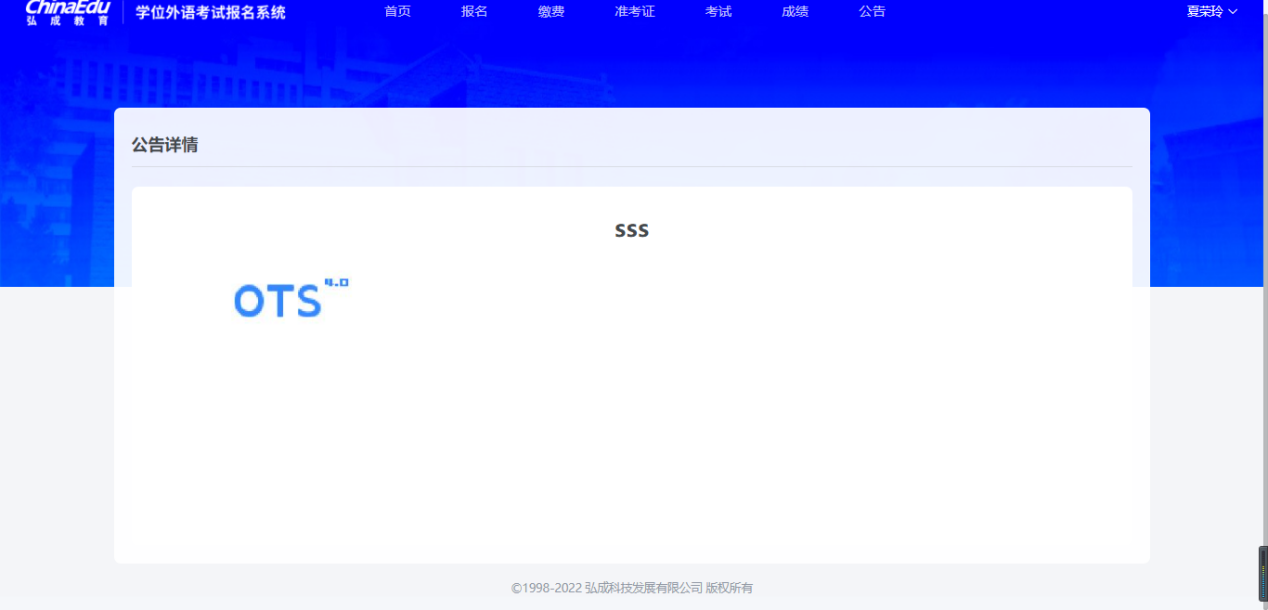 ChinaEdu
弘成教育
学位外语考试报名系统
首页 报名 缴费 准考证 考试 成绩 公告 夏荣玲
公告详情
sss
OTS 4.0
©1998-2022 弘成科技发展有限公司 版权所有